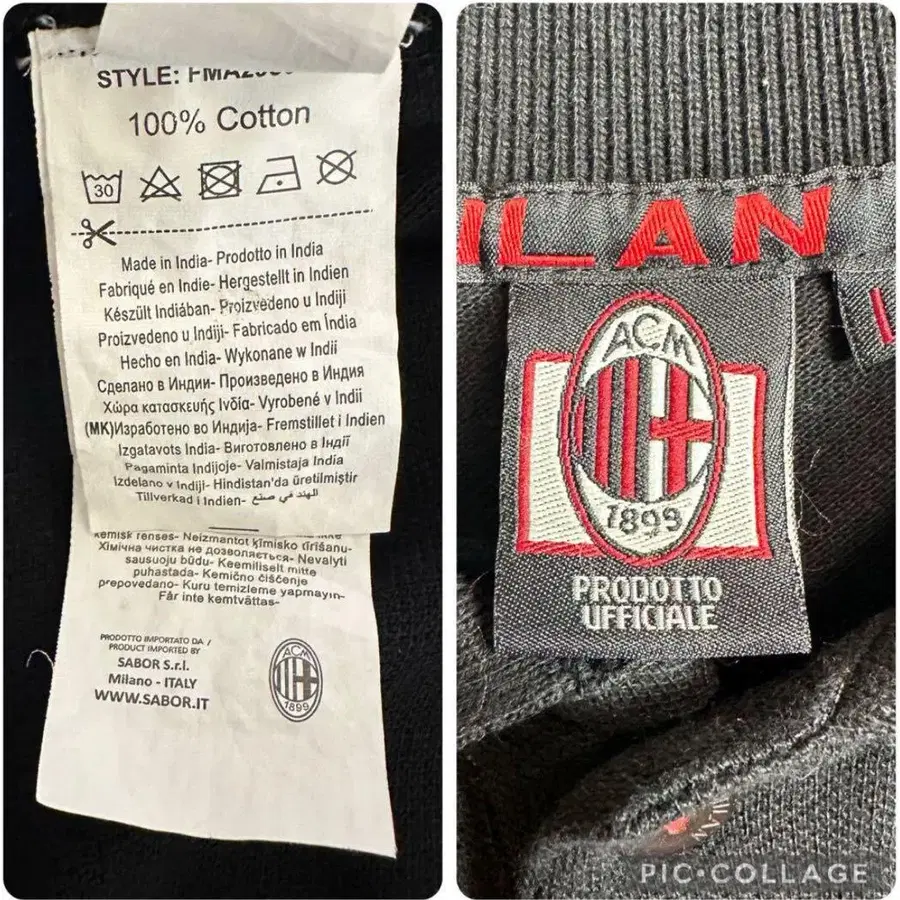 STYLE:
100% Cotton
30
Made in India- Prodotto in India
Fabriqué en Indie- Hergestellt in Indien
Készült Indiában- Proizvedeno u Indiji
Proizvedeno u Indiji- Fabricado em Índia
Hecho en India- Wykonane w Indii
Сделано в Индии- Произведено в Индия
Χώρα κατασκευής Ινδία- Vyrobené v Indii
(MK)Изработено во Индија- Fremstillet i Indien
Izgalavots India- Виготовлено в Індії
Pagaminta Indijoje- Valmistaja India
Izdelano v Indiji- Hindistan'da üretilmiştir
Tillverkad i Indien- الهند في صنع
Neizmantot ķīmisko tīrīšanu-
Хімічна чистка не дозволяється- Nevalyti
sausuoju būdu- Keemiliselt mitte
puhastada- Kemično čiščenje
prepovedano- Kuru temizleme yapmayın-
Får inte kemtvättas-
PRODOTTO IMPORTATO DA /
PRODUCT IMPORTED BY
SABOR S.r.l.
Milano - ITALY
WWW.SABOR.IT
ACM
1899
ILAN
L
ACM
1899
PRODOTTO
UFFICIALE
PIC•COLLAGE